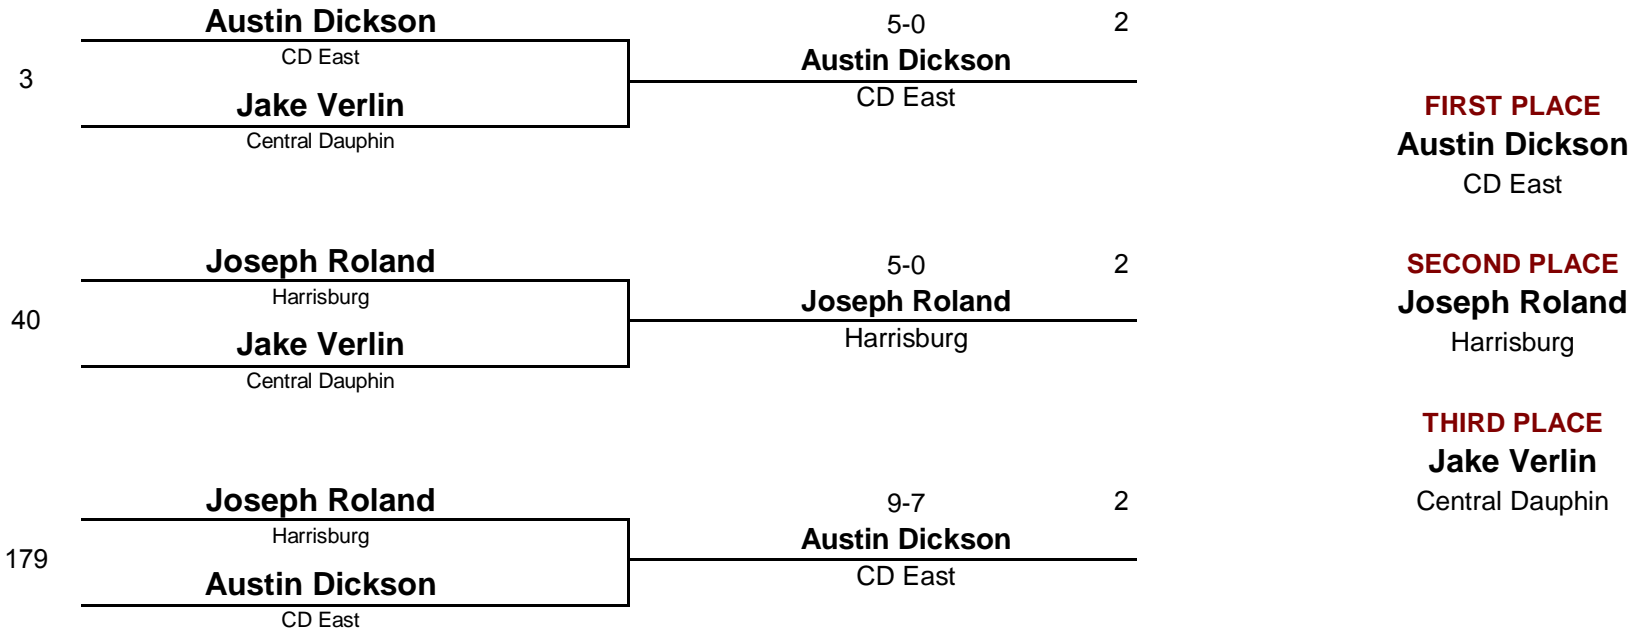 Austin Dickson
CD East
3
Jake Verlin
Central Dauphin
5-0 2
Austin Dickson
CD East
Joseph Roland
Harrisburg
40
Jake Verlin
Central Dauphin
5-0 2
Joseph Roland
Harrisburg
Joseph Roland
Harrisburg
179
Austin Dickson
CD East
9-7 2
Austin Dickson
CD East
FIRST PLACE
Austin Dickson
CD East
SECOND PLACE
Joseph Roland
Harrisburg
THIRD PLACE
Jake Verlin
Central Dauphin